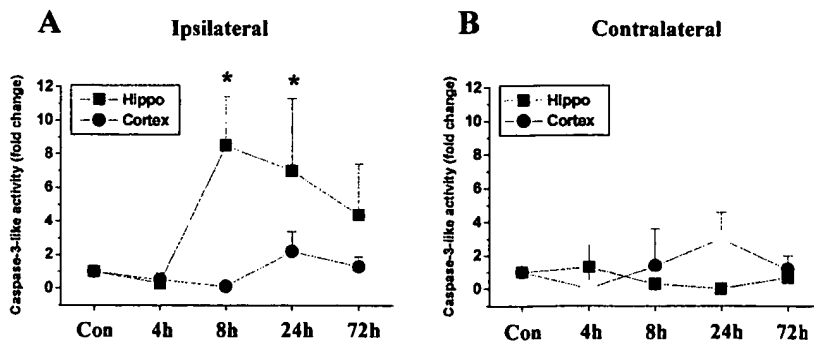 A Ipsilateral
Caspase-3-like activity (fold change)
12
10
8
6
4
2
0
Hippo
Cortex
* *
Con 4h 8h 24h 72h
B Contralateral
Caspase-3-like activity (fold change)
12
10
8
6
4
2
0
Hippo
Cortex
Con 4h 8h 24h 72h